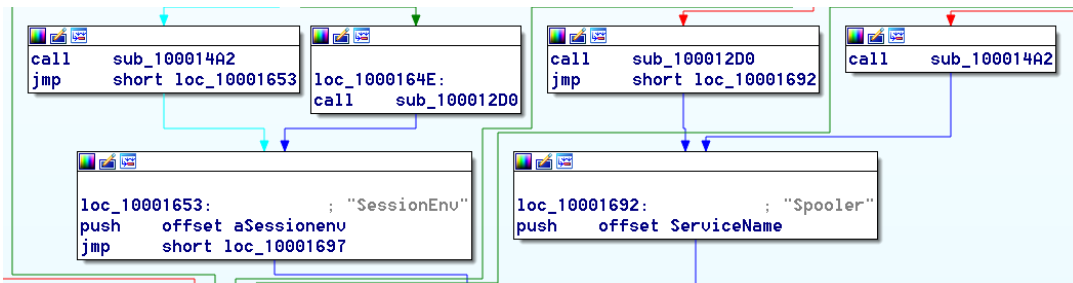 call sub_100014A2
jmp short loc_10001653
loc_1000164E:
call sub_100012D0
call sub_100012D0
jmp short loc_10001692
call sub_100014A2
loc_10001653: ; "SessionEnv"
push offset aSessionenv
jmp short loc_10001697
loc_10001692: ; "Spooler"
push offset ServiceName